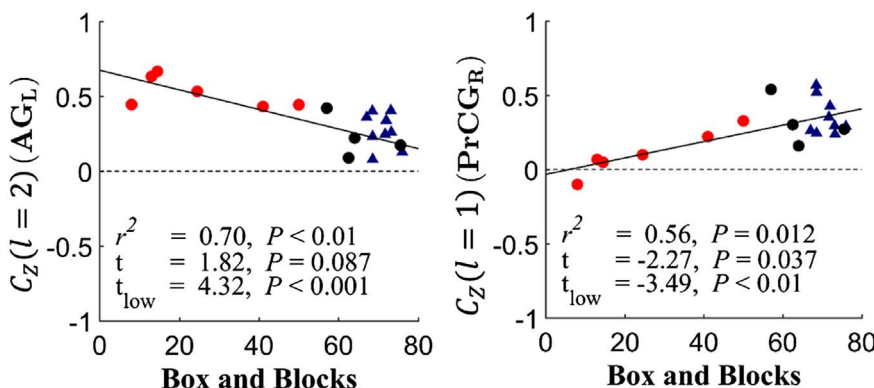 1
0.5
0
-0.5
-1
C_Z(l = 2) (AG_L)
r² = 0.70, P < 0.01
t = 1.82, P = 0.087
t_low = 4.32, P < 0.001
0 20 40 60 80
Box and Blocks
1
0.5
0
-0.5
-1
C_Z(l = 1) (PrCG_R)
r² = 0.56, P = 0.012
t = -2.27, P = 0.037
t_low = -3.49, P < 0.01
0 20 40 60 80
Box and Blocks